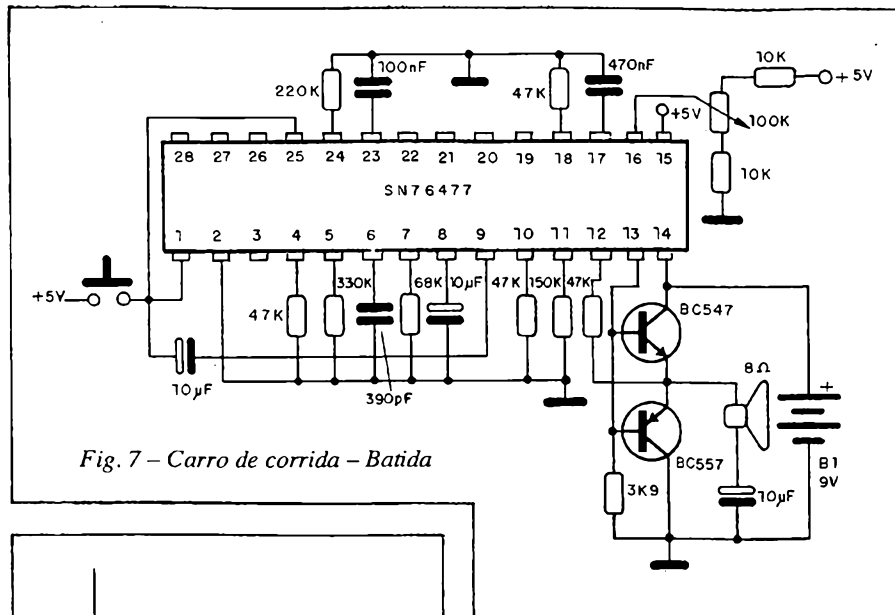 100nF
470nF
10K
+5V
220K
47K
+5V
100K
28 27 26 25 24 23 22 21 20 19 18 17 16 15
10K
SN76477
1 2 3 4 5 6 7 8 9 10 11 12 13 14
+5V
330K
68K
10µF
47K
150K
47K
47K
BC547
8Ω
+
10µF
390pF
Fig. 7 – Carro de corrida – Batida
BC557
B1
9V
3K9
10µF